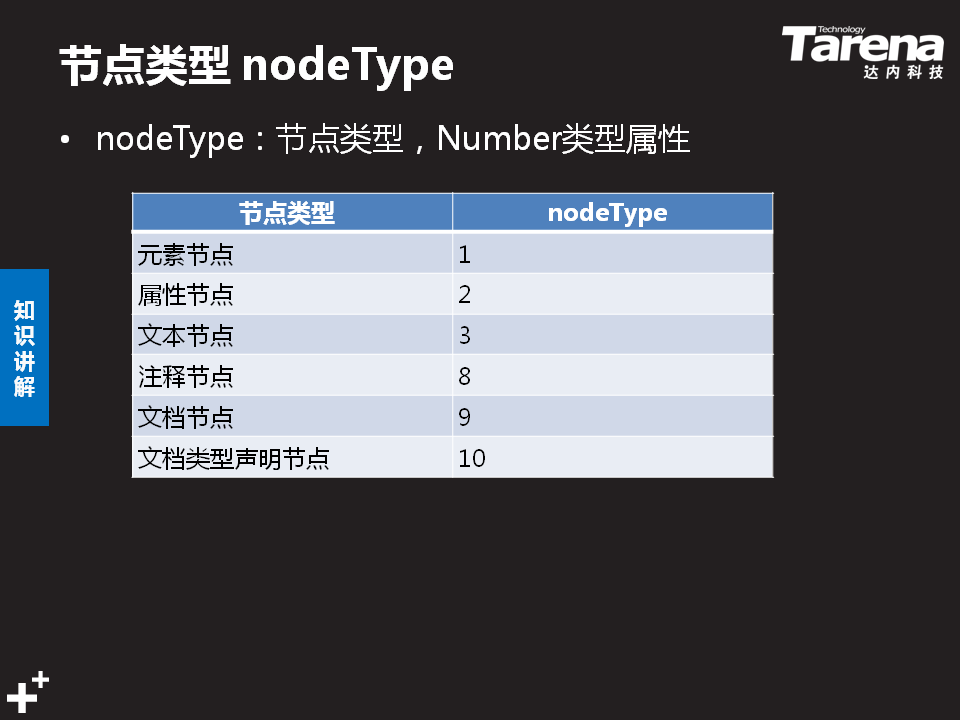 节点类型 nodeType
Technology
Tarena
达内科技
• nodeType：节点类型，Number类型属性
节点类型 nodeType
元素节点 1
属性节点 2
文本节点 3
注释节点 8
文档节点 9
文档类型声明节点 10
知识讲解